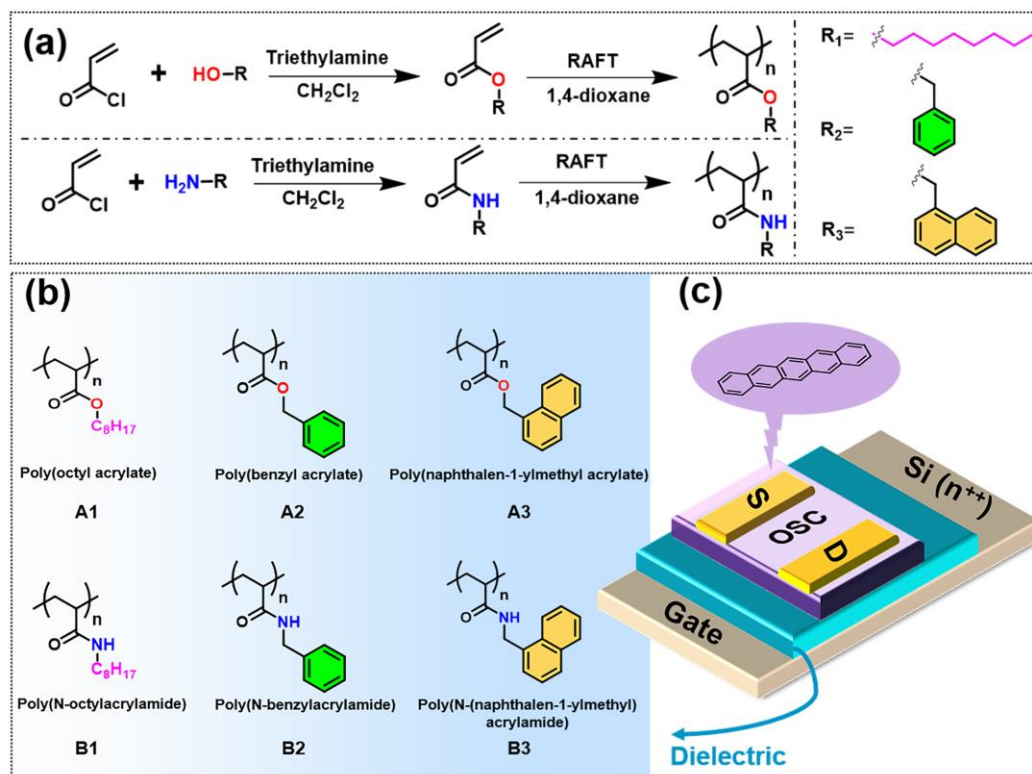 (a)
O
Cl
+
HO–R
Triethylamine
CH₂Cl₂
O
O
R
RAFT
1,4-dioxane
n
O
O
R
O
Cl
+
H₂N–R
Triethylamine
CH₂Cl₂
O
NH
R
RAFT
1,4-dioxane
n
O
NH
R
R₁=
R₂=
R₃=
(b)
n
O
O
C₈H₁₇
Poly(octyl acrylate)
A1
n
O
O
Poly(benzyl acrylate)
A2
n
O
O
Poly(naphthalen-1-ylmethyl acrylate)
A3
n
O
NH
C₈H₁₇
Poly(N-octylacrylamide)
B1
n
O
NH
Poly(N-benzylacrylamide)
B2
n
O
NH
Poly(N-(naphthalen-1-ylmethyl)
acrylamide)
B3
(c)
Si (n⁺⁺)
S
OSC
D
Gate
Dielectric